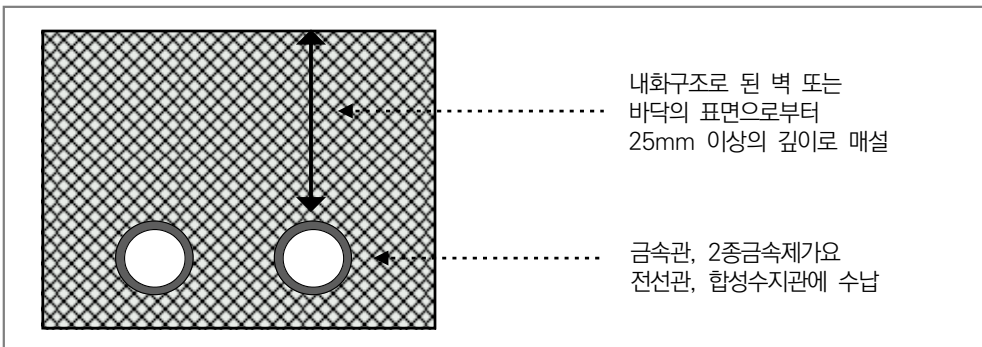 내화구조로 된 벽 또는
바닥의 표면으로부터
25mm 이상의 깊이로 매설
금속관, 2종금속제가요
전선관, 합성수지관에 수납